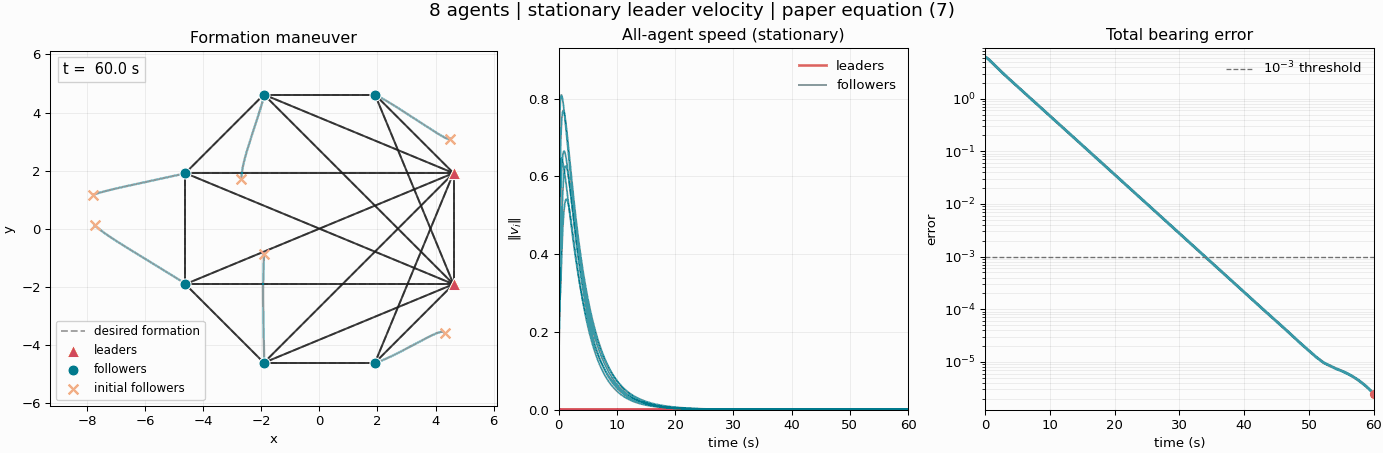 8 agents | stationary leader velocity | paper equation (7)
Formation maneuver
t = 60.0 s
6
4
2
0
−2
−4
−6
y
−8
−6
−4
−2
0
2
4
6
x
desired formation
leaders
followers
initial followers
All-agent speed (stationary)
leaders
followers
0.8
0.6
0.4
0.2
0.0
‖vᵢ‖
0
10
20
30
40
50
60
time (s)
Total bearing error
10⁻³ threshold
10⁰
10⁻¹
10⁻²
10⁻³
10⁻⁴
10⁻⁵
error
0
10
20
30
40
50
60
time (s)